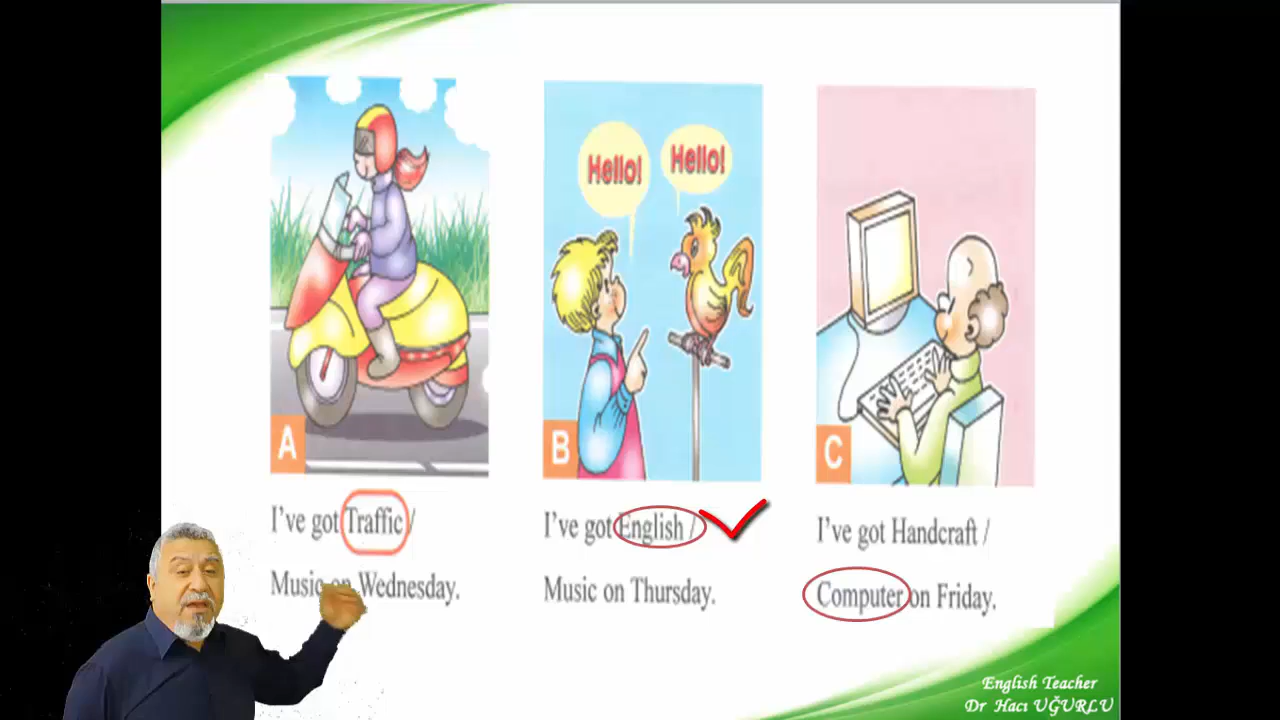 Hello!
Hello!
A
B
C
I've got Traffic /
Music on Wednesday.
I've got English /
Music on Thursday.
I've got Handcraft /
Computer on Friday.
English Teacher
Dr Hacı UĞURLU